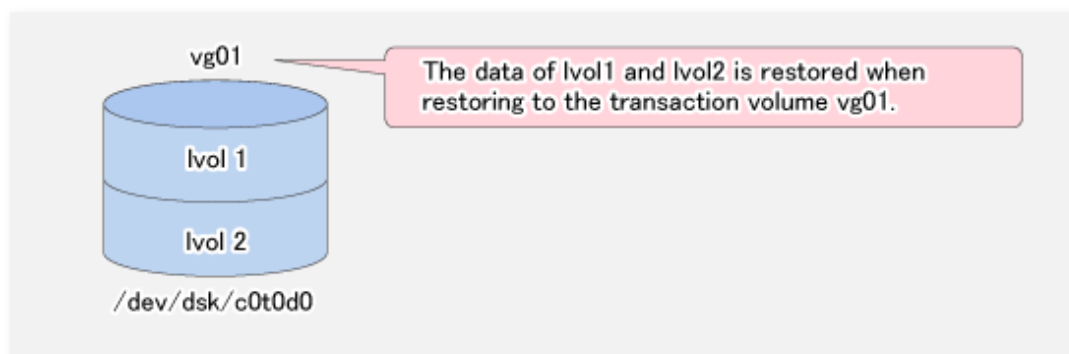 vg01
The data of lvol1 and lvol2 is restored when
restoring to the transaction volume vg01.
lvol 1
lvol 2
/dev/dsk/c0t0d0